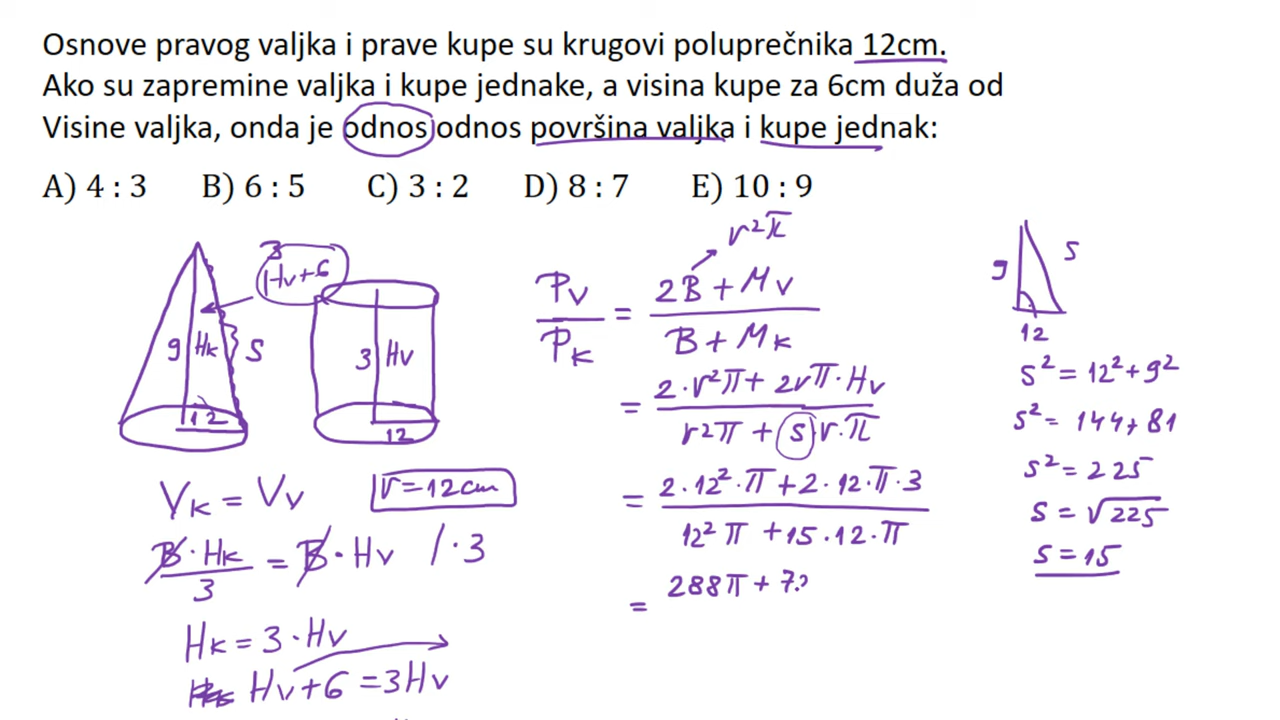 Osnove pravog valjka i prave kupe su krugovi poluprečnika 12cm.
Ako su zapremine valjka i kupe jednake, a visina kupe za 6cm duža od
Visine valjka, onda je odnos odnos površina valjka i kupe jednak:
A) 4 : 3 B) 6 : 5 C) 3 : 2 D) 8 : 7 E) 10 : 9
3
Hv+6
9 Hk S
12
3 Hv
12
Vk = Vv r=12cm
B·Hk/3 = B·Hv /·3
Hk = 3·Hv
Hv+6 = 3Hv
r²π
Pv/Pk = (2B + Mv)/(B + Mk)
= (2·r²π + 2rπ·Hv)/(r²π + s·r·π)
= (2·12²·π + 2·12·π·3)/(12²π + 15·12·π)
= 288π + 7
9 s
12
s² = 12²+9²
s² = 144+81
s² = 225
s = √225
s = 15